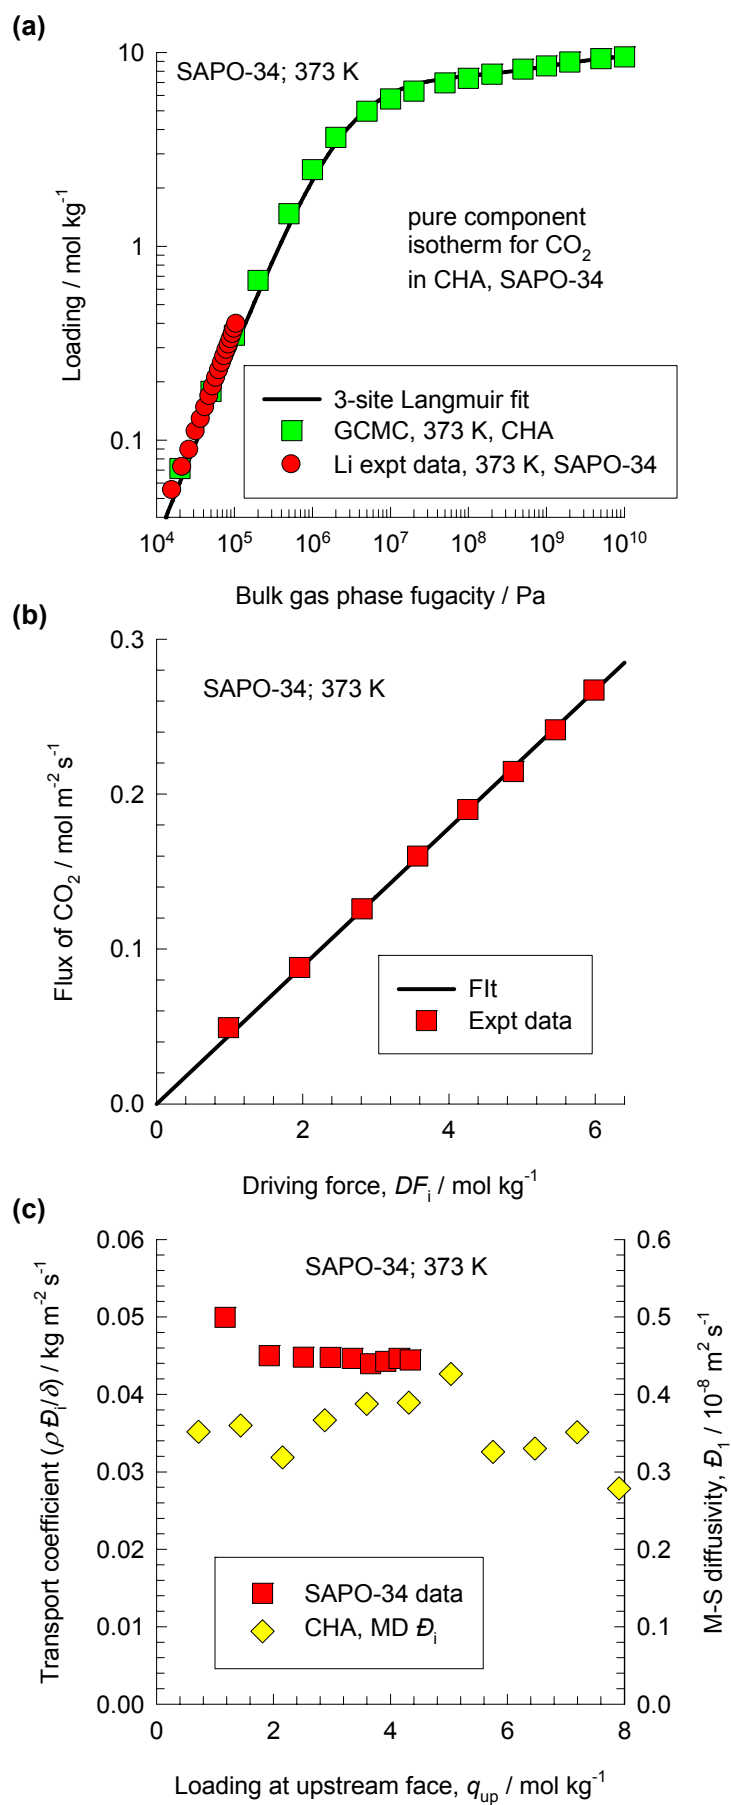 (a)
10
1
0.1
Loading / mol kg⁻¹
SAPO-34; 373 K
pure component
isotherm for CO₂
in CHA, SAPO-34
3-site Langmuir fit
GCMC, 373 K, CHA
Li expt data, 373 K, SAPO-34
10⁴ 10⁵ 10⁶ 10⁷ 10⁸ 10⁹ 10¹⁰
Bulk gas phase fugacity / Pa
(b)
0.3
0.2
0.1
0.0
Flux of CO₂ / mol m⁻² s⁻¹
SAPO-34; 373 K
FIt
Expt data
0 2 4 6
Driving force, DFᵢ / mol kg⁻¹
(c)
0.06
0.05
0.04
0.03
0.02
0.01
0.00
Transport coefficient (ρĐᵢ/δ) / kg m⁻² s⁻¹
SAPO-34; 373 K
SAPO-34 data
CHA, MD Đᵢ
0.6
0.5
0.4
0.3
0.2
0.1
0.0
M-S diffusivity, Đ₁ / 10⁻⁸ m² s⁻¹
0 2 4 6 8
Loading at upstream face, qᵤₚ / mol kg⁻¹